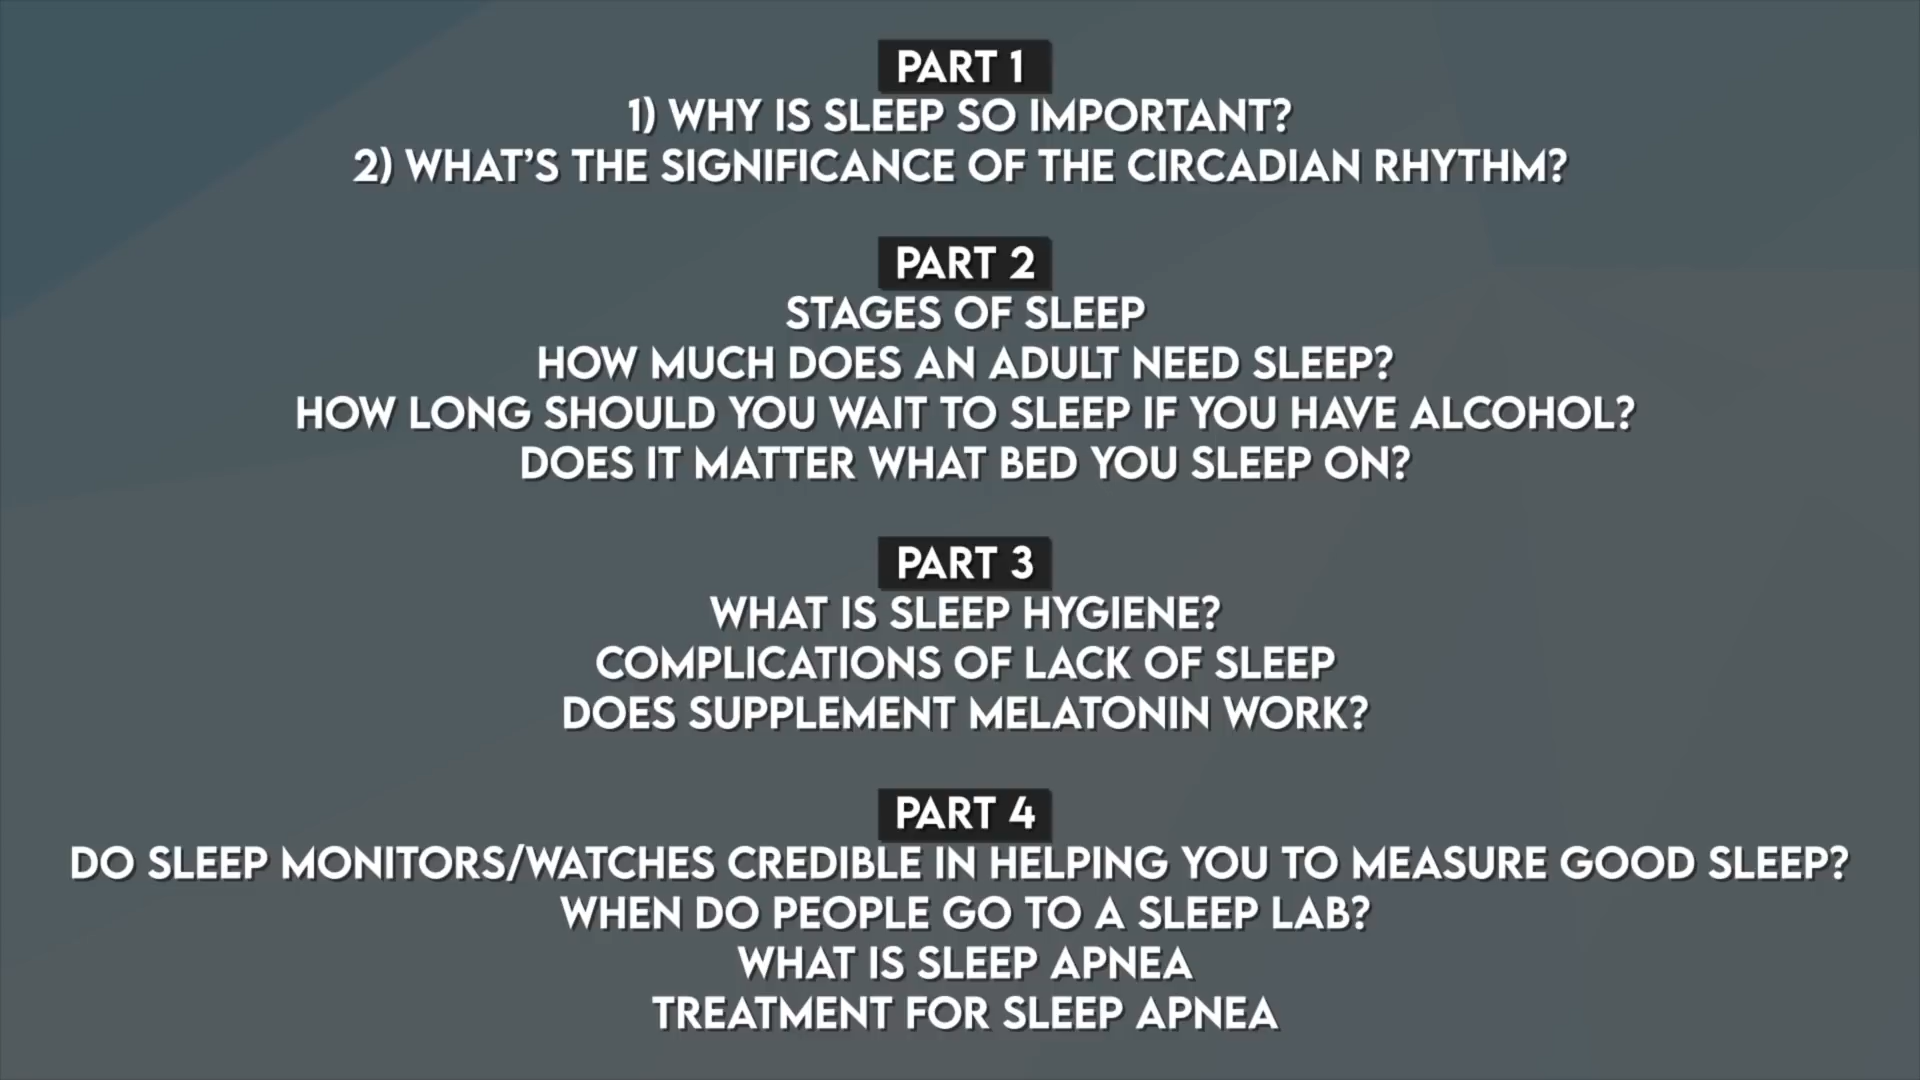 PART 1
1) WHY IS SLEEP SO IMPORTANT?
2) WHAT'S THE SIGNIFICANCE OF THE CIRCADIAN RHYTHM?
PART 2
STAGES OF SLEEP
HOW MUCH DOES AN ADULT NEED SLEEP?
HOW LONG SHOULD YOU WAIT TO SLEEP IF YOU HAVE ALCOHOL?
DOES IT MATTER WHAT BED YOU SLEEP ON?
PART 3
WHAT IS SLEEP HYGIENE?
COMPLICATIONS OF LACK OF SLEEP
DOES SUPPLEMENT MELATONIN WORK?
PART 4
DO SLEEP MONITORS/WATCHES CREDIBLE IN HELPING YOU TO MEASURE GOOD SLEEP?
WHEN DO PEOPLE GO TO A SLEEP LAB?
WHAT IS SLEEP APNEA
TREATMENT FOR SLEEP APNEA